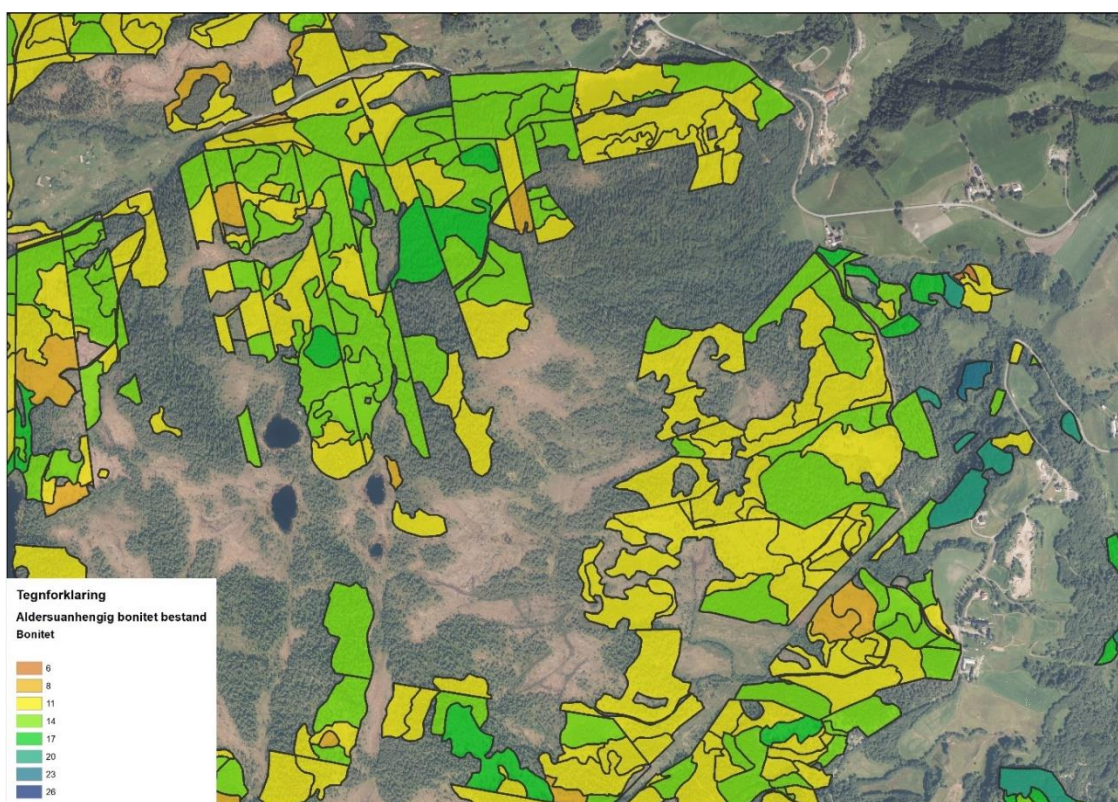 Tegnforklaring
Aldersuanhengig bonitet bestand
Bonitet
6
8
11
14
17
20
23
26